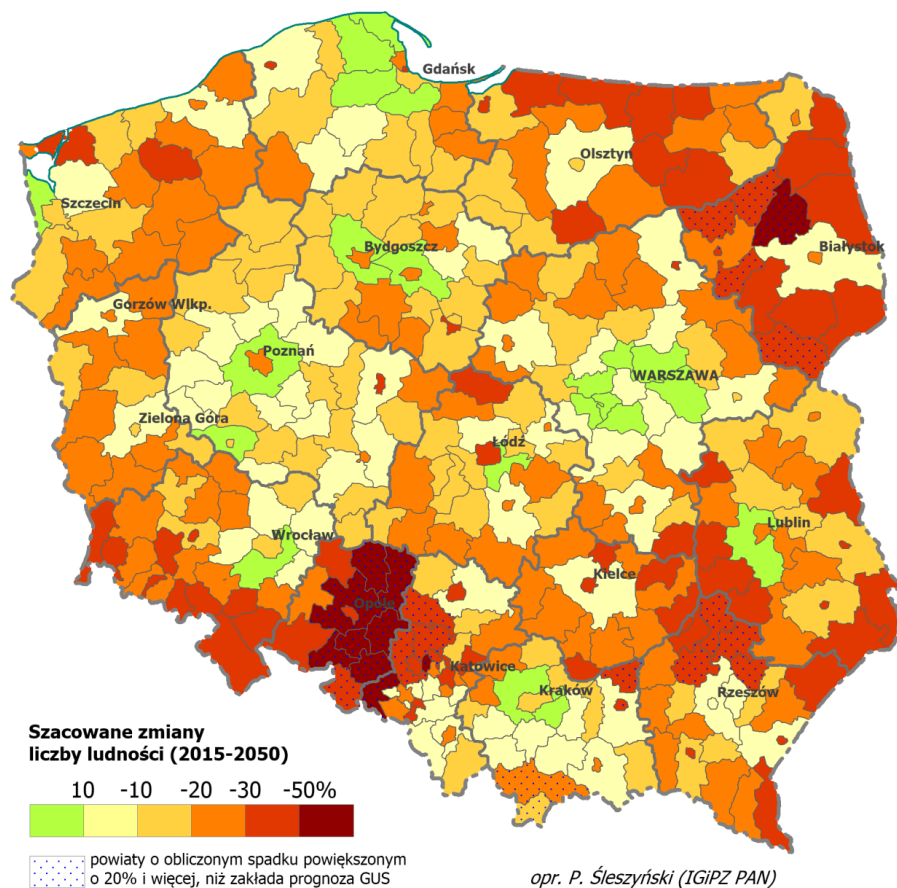 Gdańsk
Olsztyn
Szczecin
Bydgoszcz
Białystok
Gorzów Wlkp.
Poznań
WARSZAWA
Zielona Góra
Łódź
Lublin
Wrocław
Kielce
Opole
Katowice
Kraków
Rzeszów
Szacowane zmiany
liczby ludności (2015-2050)
10 -10 -20 -30 -50%
powiaty o obliczonym spadku powiększonym
o 20% i więcej, niż zakłada prognoza GUS
opr. P. Śleszyński (IGiPZ PAN)